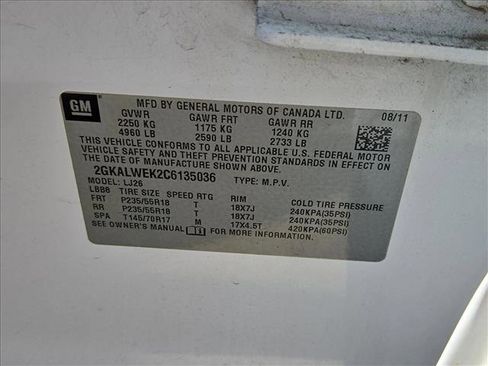 GM
MFD BY GENERAL MOTORS OF CANADA LTD. 08/11
GVWR GAWR FRT GAWR RR
2250 KG 1175 KG 1240 KG
4960 LB 2590 LB 2733 LB
THIS VEHICLE CONFORMS TO ALL APPLICABLE U.S. FEDERAL MOTOR
VEHICLE SAFETY AND THEFT PREVENTION STANDARDS IN EFFECT ON THE
DATE OF MANUFACTURE SHOWN ABOVE.
2GKALWEK2C6135036 TYPE: M.P.V.
MODEL: LJ26
LBB8 TIRE SIZE SPEED RTG RIM COLD TIRE PRESSURE
FRT P235/55R18 T 18X7J 240KPA(35PSI)
RR P235/55R18 T 18X7J 240KPA(35PSI)
SPA T145/70R17 M 17X4.5T 420KPA(60PSI)
SEE OWNER'S MANUAL FOR MORE INFORMATION.